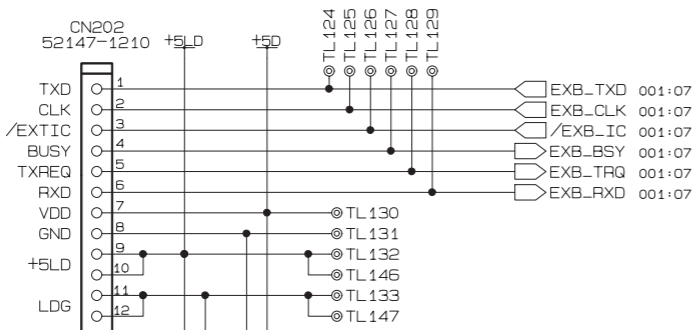 CN202
52147-1210
+5LD
+5D
TL124
TL125
TL126
TL127
TL128
TL129
TXD 1 EXB_TXD 001:07
CLK 2 EXB_CLK 001:07
/EXTIC 3 /EXB_IC 001:07
BUSY 4 EXB_BSY 001:07
TXREQ 5 EXB_TRQ 001:07
RXD 6 EXB_RXD 001:07
VDD 7 TL130
GND 8 TL131
+5LD 9 TL132
10 TL146
LDG 11 TL133
12 TL147